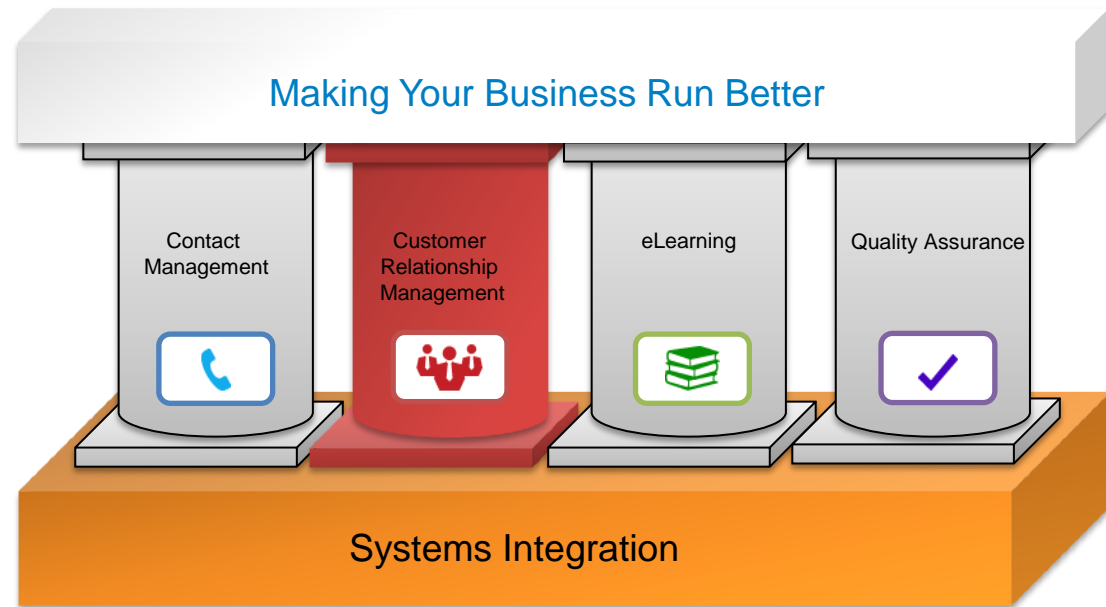 Making Your Business Run Better
Contact
Management
Customer
Relationship
Management
eLearning
Quality Assurance
Systems Integration